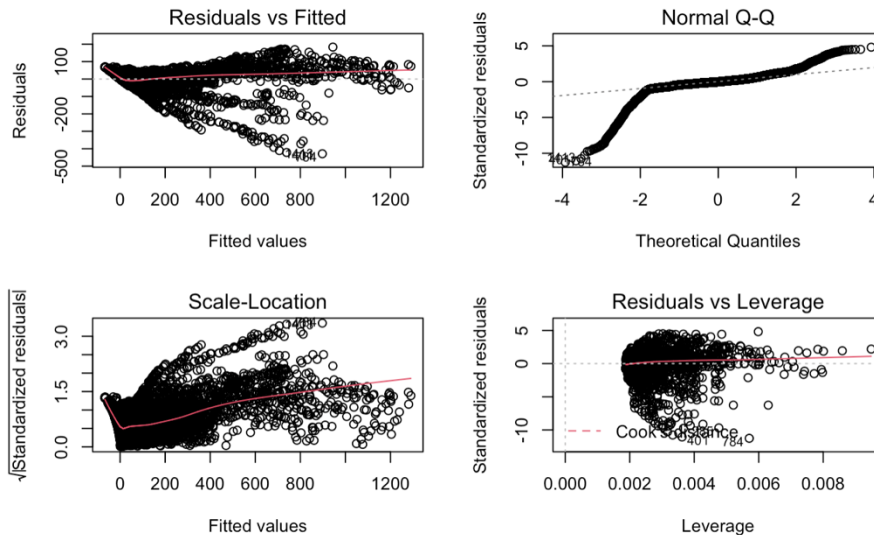 Residuals vs Fitted
Residuals
100
-200
-500
0 200 400 600 800 1200
Fitted values
Normal Q-Q
Standardized residuals
5
0
-5
-10
-4 -2 0 2 4
Theoretical Quantiles
Scale-Location
√|Standardized residuals|
3.0
1.5
0.0
0 200 400 600 800 1200
Fitted values
Residuals vs Leverage
Standardized residuals
5
0
-10
Cook's distance
401 784
0.000 0.002 0.004 0.006 0.008
Leverage